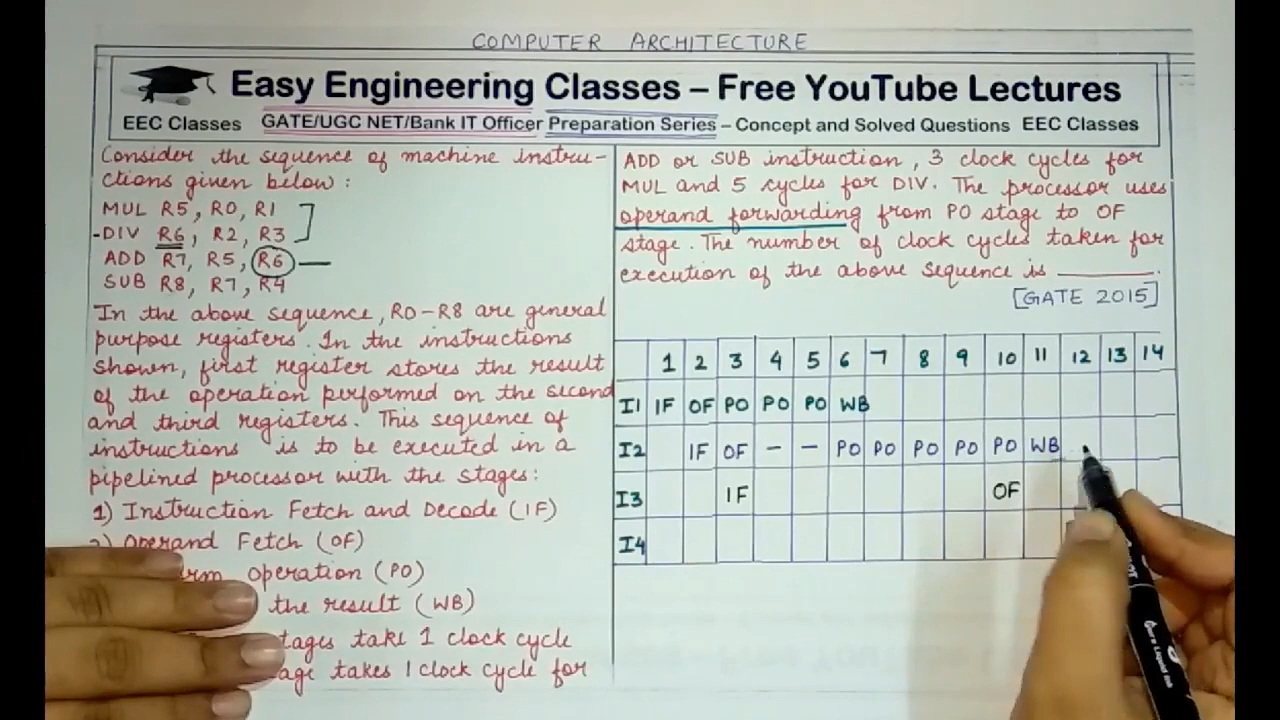 COMPUTER ARCHITECTURE
Easy Engineering Classes – Free YouTube Lectures
EEC Classes GATE/UGC NET/Bank IT Officer Preparation Series – Concept and Solved Questions EEC Classes
Consider the sequence of machine instru-
ctions given below:
MUL R5, R0, R1
-DIV R6, R2, R3
ADD R7, R5, R6
SUB R8, R7, R4
In the above sequence, R0-R8 are general
purpose registers. In the instructions
shown, first register stores the result
of the operation performed on the second
and third registers. This sequence of
instructions is to be executed in a
pipelined processor with the stages:
1) Instruction Fetch and Decode (IF)
Operand Fetch (OF)
operation (PO)
the result (WB)
tages take 1 clock cycle
age takes 1 clock cycle for
ADD or SUB instruction, 3 clock cycles for
MUL and 5 cycles for DIV. The processor uses
operand forwarding from PO stage to OF
stage. The number of clock cycles taken for
execution of the above sequence is ______.
[GATE 2015]
1 2 3 4 5 6 7 8 9 10 11 12 13 14
I1 IF OF PO PO PO WB
I2 IF OF - - PO PO PO PO PO WB
I3 IF OF
I4